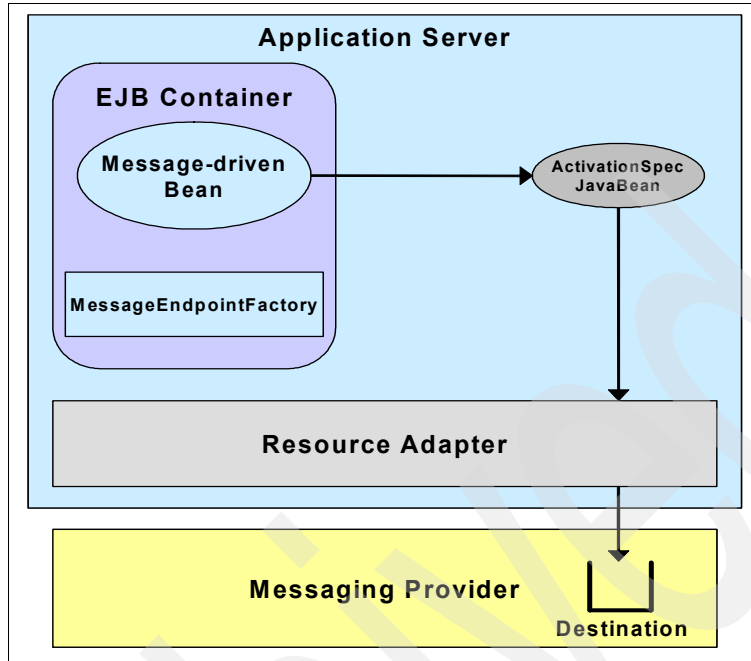 Application Server
EJB Container
Message-driven
Bean
ActivationSpec
JavaBean
MessageEndpointFactory
Resource Adapter
Messaging Provider
Destination